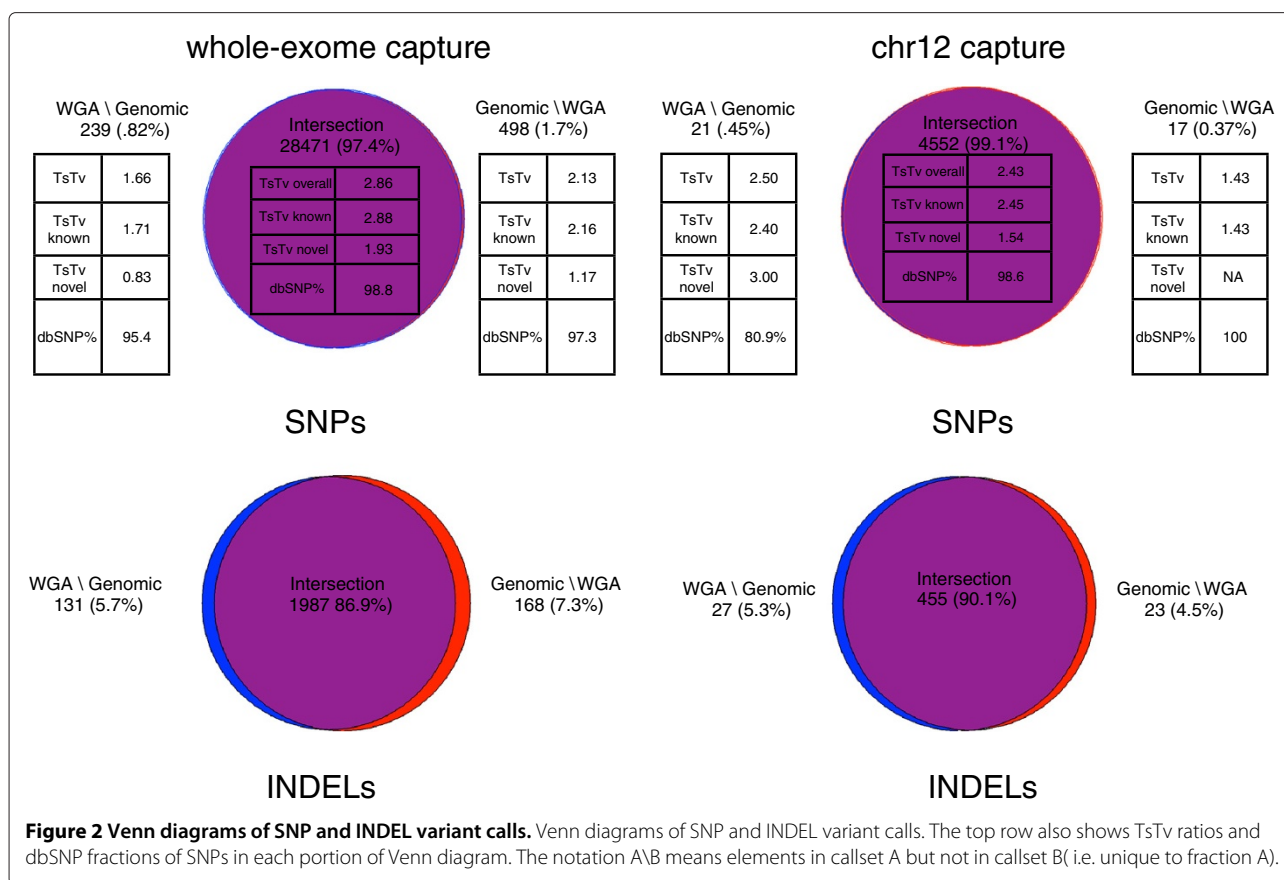 whole-exome capture
chr12 capture
WGA \ Genomic
239 (.82%)
TsTv 1.66
TsTv known 1.71
TsTv novel 0.83
dbSNP% 95.4
Intersection
28471 (97.4%)
TsTv overall 2.86
TsTv known 2.88
TsTv novel 1.93
dbSNP% 98.8
Genomic \ WGA
498 (1.7%)
TsTv 2.13
TsTv known 2.16
TsTv novel 1.17
dbSNP% 97.3
WGA \ Genomic
21 (.45%)
TsTv 2.50
TsTv known 2.40
TsTv novel 3.00
dbSNP% 80.9%
Intersection
4552 (99.1%)
TsTv overall 2.43
TsTv known 2.45
TsTv novel 1.54
dbSNP% 98.6
Genomic \ WGA
17 (0.37%)
TsTv 1.43
TsTv known 1.43
TsTv novel NA
dbSNP% 100
SNPs
SNPs
WGA \ Genomic
131 (5.7%)
Intersection
1987 86.9%)
Genomic \ WGA
168 (7.3%)
WGA \ Genomic
27 (5.3%)
Intersection
455 (90.1%)
Genomic \ WGA
23 (4.5%)
INDELs
INDELs
Figure 2 Venn diagrams of SNP and INDEL variant calls. Venn diagrams of SNP and INDEL variant calls. The top row also shows TsTv ratios and
dbSNP fractions of SNPs in each portion of Venn diagram. The notation A\B means elements in callset A but not in callset B( i.e. unique to fraction A).